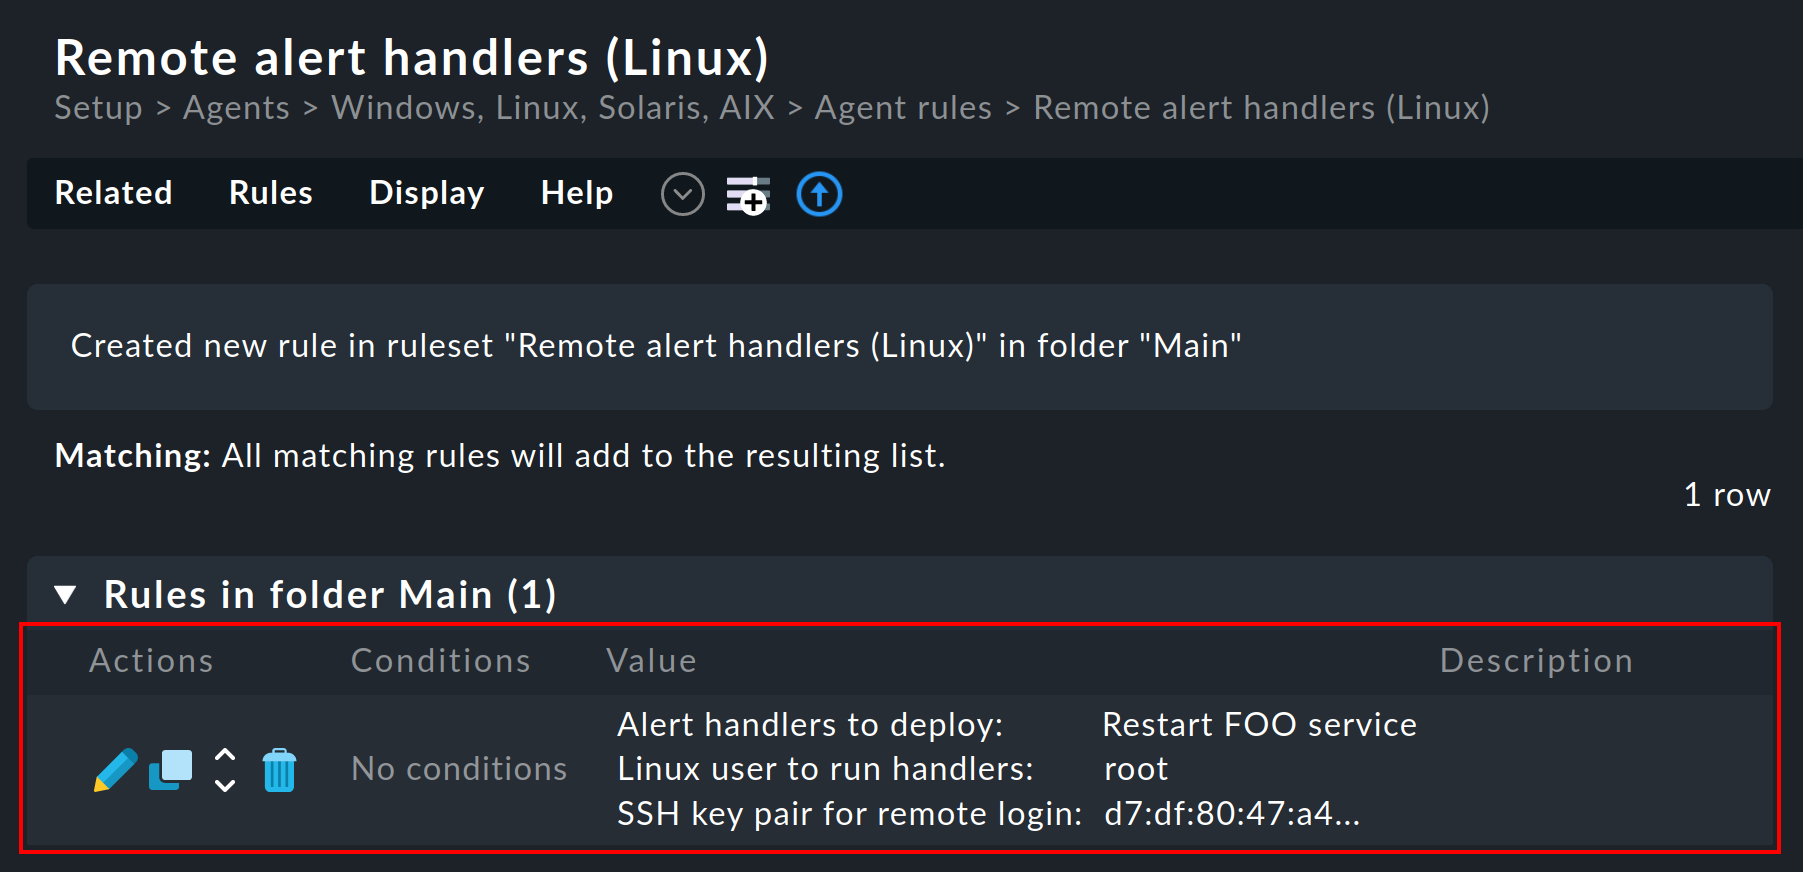 Remote alert handlers (Linux)
Setup > Agents > Windows, Linux, Solaris, AIX > Agent rules > Remote alert handlers (Linux)
Related Rules Display Help
Created new rule in ruleset "Remote alert handlers (Linux)" in folder "Main"
Matching: All matching rules will add to the resulting list.
1 row
Rules in folder Main (1)
Actions Conditions Value Description
Alert handlers to deploy: Restart FOO service
No conditions Linux user to run handlers: root
SSH key pair for remote login: d7:df:80:47:a4...